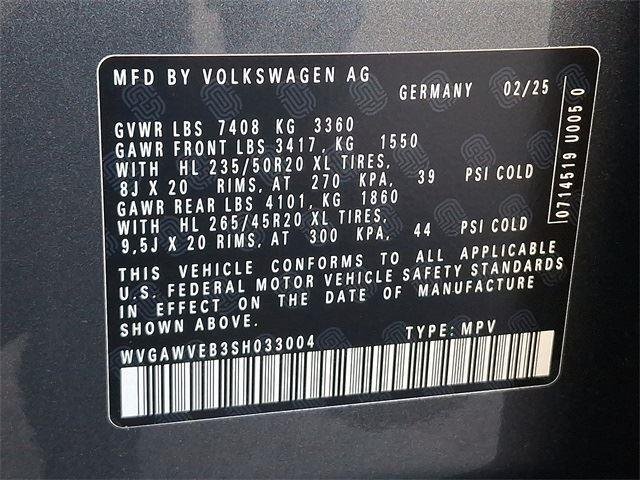 MFD BY VOLKSWAGEN AG GERMANY 02/25
GVWR LBS 7408 KG 3360
GAWR FRONT LBS 3417, KG 1550
WITH HL 235/50R20 XL TIRES,
8J X 20 RIMS, AT 270 KPA, 39 PSI COLD
GAWR REAR LBS 4101, KG 1860
WITH HL 265/45R20 XL TIRES,
9,5J X 20 RIMS, AT 300 KPA, 44 PSI COLD
THIS VEHICLE CONFORMS TO ALL APPLICABLE
U.S. FEDERAL MOTOR VEHICLE SAFETY STANDARDS
IN EFFECT ON THE DATE OF MANUFACTURE
SHOWN ABOVE.
WVGAWVEB3SH033004 TYPE: MPV
0714519 U005 0